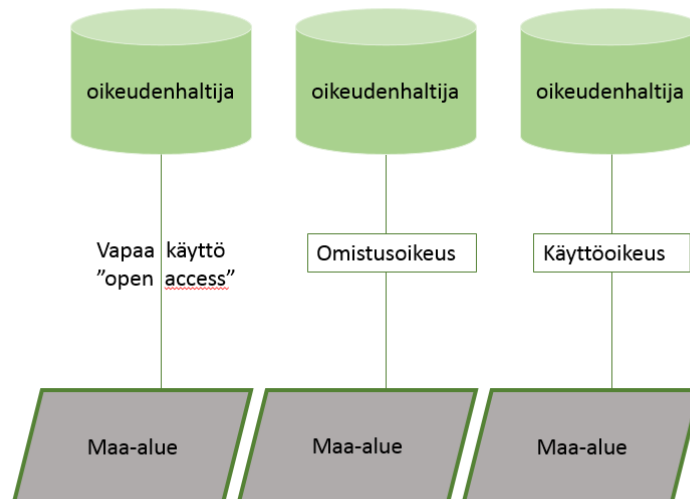 oikeudenhaltija
oikeudenhaltija
oikeudenhaltija
Vapaa käyttö
”open access”
Omistusoikeus
Käyttöoikeus
Maa-alue
Maa-alue
Maa-alue